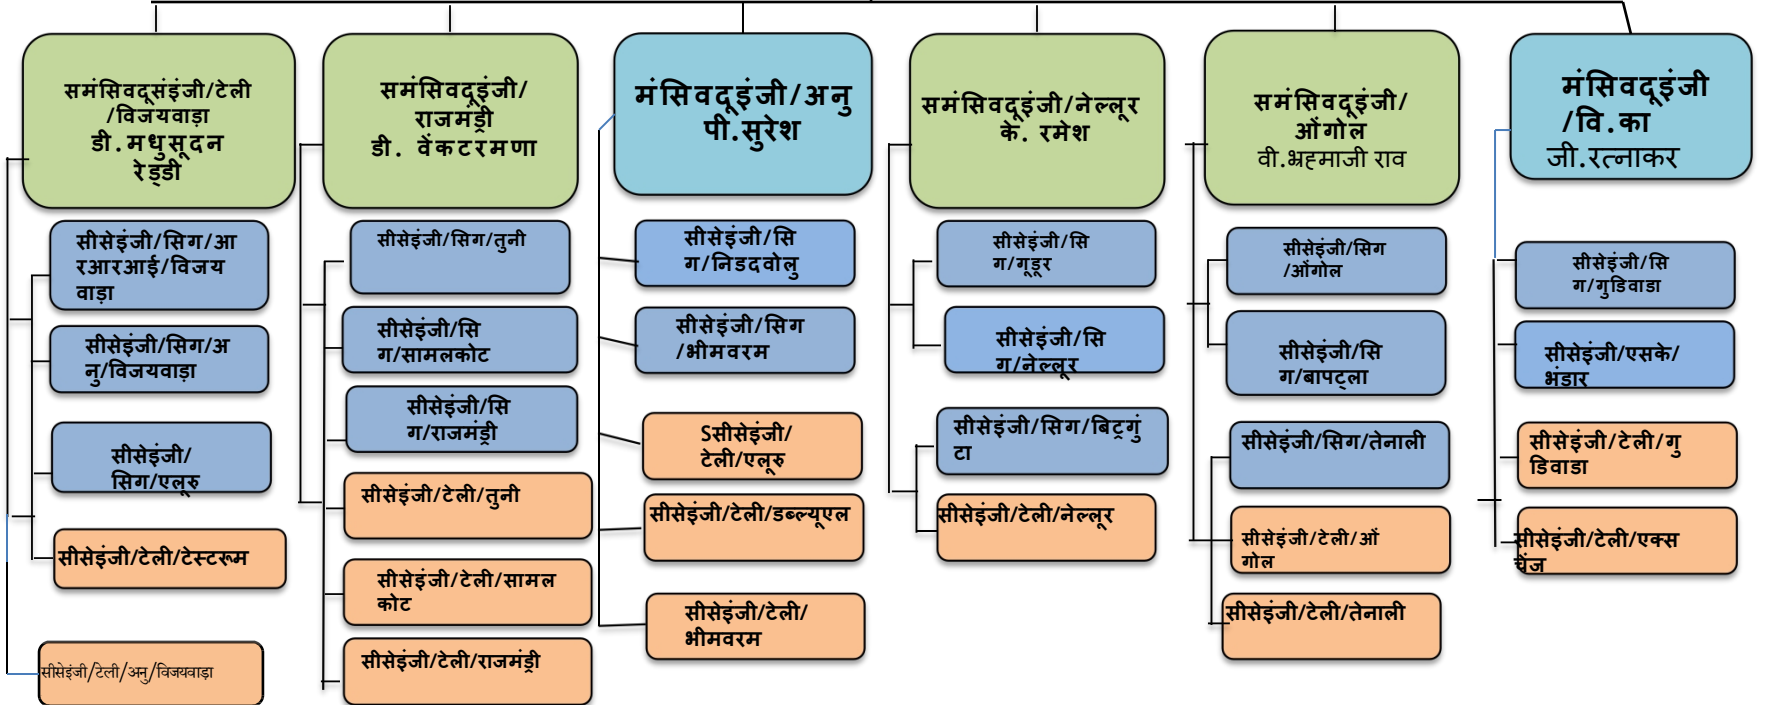 समंसिवदूसंइंजी/टेली
/विजयवाड़ा
डी.मधुसूदन
रेड्डी
सीसेइंजी/सिग/आ
रआरआई/विजय
वाड़ा
सीसेइंजी/सिग/अ
नु/विजयवाड़ा
सीसेइंजी/
सिग/एलूरु
सीसेइंजी/टेली/टेस्टरूम
सीसेइंजी/टेली/अनु/विजयवाड़ा
समंसिवदूइंजी/
राजमंड्री
डी. वेंकटरमणा
सीसेइंजी/सिग/तुनी
सीसेइंजी/सि
ग/सामलकोट
सीसेइंजी/सि
ग/राजमंड्री
सीसेइंजी/टेली/तुनी
सीसेइंजी/टेली/सामल
कोट
सीसेइंजी/टेली/राजमंड्री
मंसिवदूइंजी/अनु
पी.सुरेश
सीसेइंजी/सि
ग/निडदवोलु
सीसेइंजी/सिग
/भीमवरम
Sसीसेइंजी/
टेली/एलूरु
सीसेइंजी/टेली/डब्ल्यूएल
सीसेइंजी/टेली/
भीमवरम
समंसिवदूइंजी/नेल्लूर
के. रमेश
सीसेइंजी/सि
ग/गूडूर
सीसेइंजी/सि
ग/नेल्लूर
सीसेइंजी/सिग/बिट्रगुं
टा
सीसेइंजी/टेली/नेल्लूर
समंसिवदूइंजी/
ओंगोल
वी.भ्रह्माजी राव
सीसेइंजी/सिग
/ओंगोल
सीसेइंजी/सि
ग/बापट्ला
सीसेइंजी/सिग/तेनाली
सीसेइंजी/टेली/ओं
गोल
सीसेइंजी/टेली/तेनाली
मंसिवदूइंजी
/वि.का
जी.रत्नाकर
सीसेइंजी/सि
ग/गुडिवाडा
सीसेइंजी/एसके/
भंडार
सीसेइंजी/टेली/गु
डिवाडा
सीसेइंजी/टेली/एक्स
चेंज